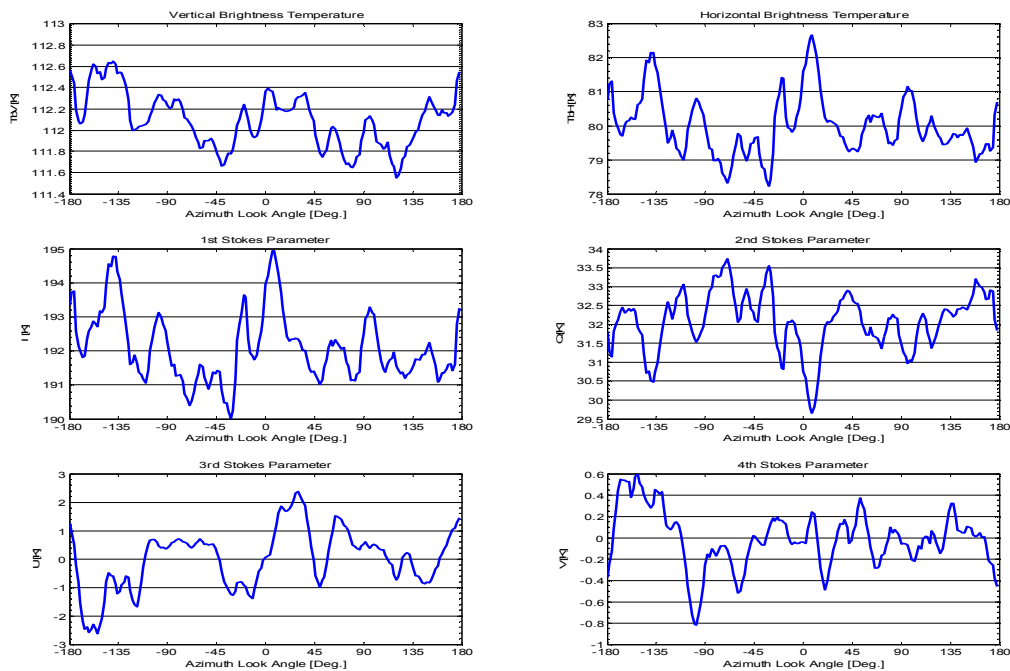 Vertical Brightness Temperature
113
112.8
112.6
112.4
112.2
112
111.8
111.6
111.4
TbV[K]
-180 -135 -90 -45 0 45 90 135 180
Azimuth Look Angle [Deg.]
Horizontal Brightness Temperature
83
82
81
80
79
78
TbH[K]
-180 -135 -90 -45 0 45 90 135 180
Azimuth Look Angle [Deg.]
1st Stokes Parameter
195
194
193
192
191
190
I [K]
-180 -135 -90 -45 0 45 90 135 180
Azimuth Look Angle [Deg.]
2nd Stokes Parameter
34
33.5
33
32.5
32
31.5
31
30.5
30
29.5
Q[K]
-180 -135 -90 -45 0 45 90 135 180
Azimuth Look Angle [Deg.]
3rd Stokes Parameter
3
2
1
0
-1
-2
-3
U[K]
-180 -135 -90 -45 0 45 90 135 180
Azimuth Look Angle [Deg.]
4th Stokes Parameter
0.6
0.4
0.2
0
-0.2
-0.4
-0.6
-0.8
-1
V[K]
-180 -135 -90 -45 0 45 90 135 180
Azimuth Look Angle [Deg.]